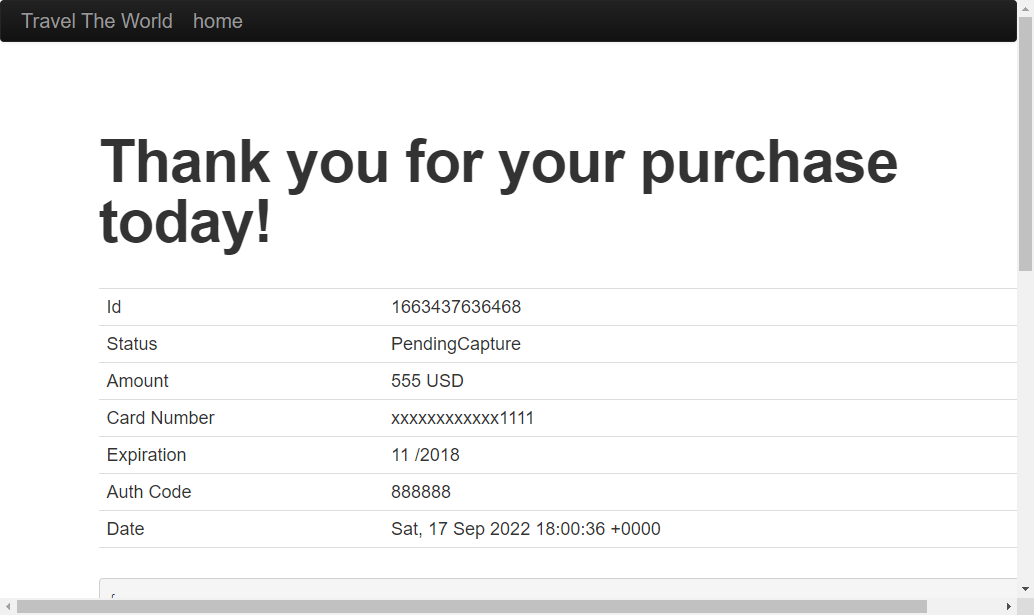 Travel The World home
Thank you for your purchase
today!
Id 1663437636468
Status PendingCapture
Amount 555 USD
Card Number xxxxxxxxxxxx1111
Expiration 11 /2018
Auth Code 888888
Date Sat, 17 Sep 2022 18:00:36 +0000